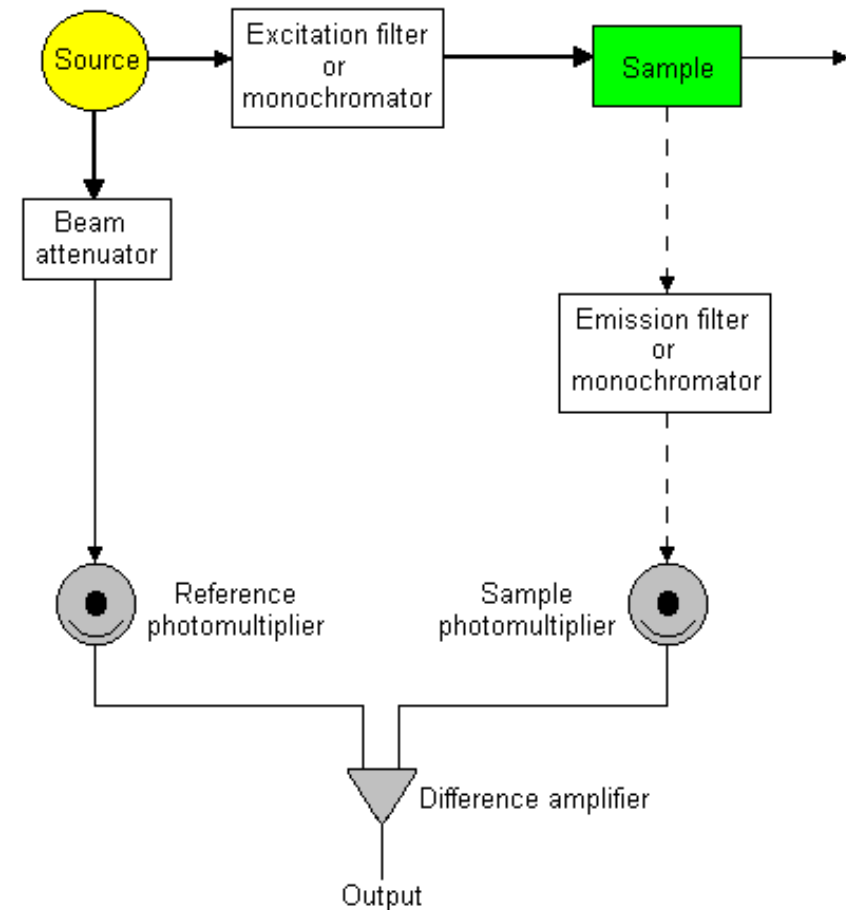 Source
Excitation filter
or
monochromator
Sample
Beam
attenuator
Emission filter
or
monochromator
Reference
photomultiplier
Sample
photomultiplier
Difference amplifier
Output